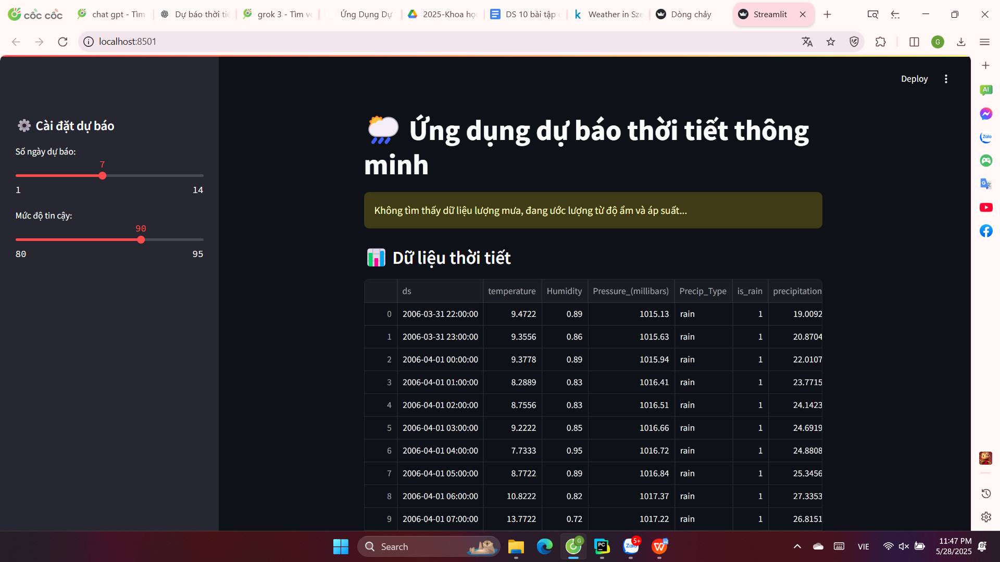 cốc cốc
chat gpt - Tìm
Dự báo thời tiế
grok 3 - Tìm vớ
Ứng Dụng Dự
2025-Khoa học
DS 10 bài tập c
k
Weather in Sze
Dòng chảy
Streamlit
localhost:8501
G
Deploy
Cài đặt dự báo
Số ngày dự báo:
7
1 14
Mức độ tin cậy:
90
80 95
Ứng dụng dự báo thời tiết thông
minh
Không tìm thấy dữ liệu lượng mưa, đang ước lượng từ độ ẩm và áp suất...
Dữ liệu thời tiết
ds temperature Humidity Pressure_(millibars) Precip_Type is_rain precipitation
0 2006-03-31 22:00:00 9.4722 0.89 1015.13 rain 1 19.0092
1 2006-03-31 23:00:00 9.3556 0.86 1015.63 rain 1 20.8704
2 2006-04-01 00:00:00 9.3778 0.89 1015.94 rain 1 22.0107
3 2006-04-01 01:00:00 8.2889 0.83 1016.41 rain 1 23.7715
4 2006-04-01 02:00:00 8.7556 0.83 1016.51 rain 1 24.1423
5 2006-04-01 03:00:00 9.2222 0.85 1016.66 rain 1 24.6919
6 2006-04-01 04:00:00 7.7333 0.95 1016.72 rain 1 24.8808
7 2006-04-01 05:00:00 8.7722 0.89 1016.84 rain 1 25.3456
8 2006-04-01 06:00:00 10.8222 0.82 1017.37 rain 1 27.3353
9 2006-04-01 07:00:00 13.7722 0.72 1017.22 rain 1 26.8151
AI
Zalo
Search
G
PC
Zalo
5+
W
VIE
11:47 PM
5/28/2025